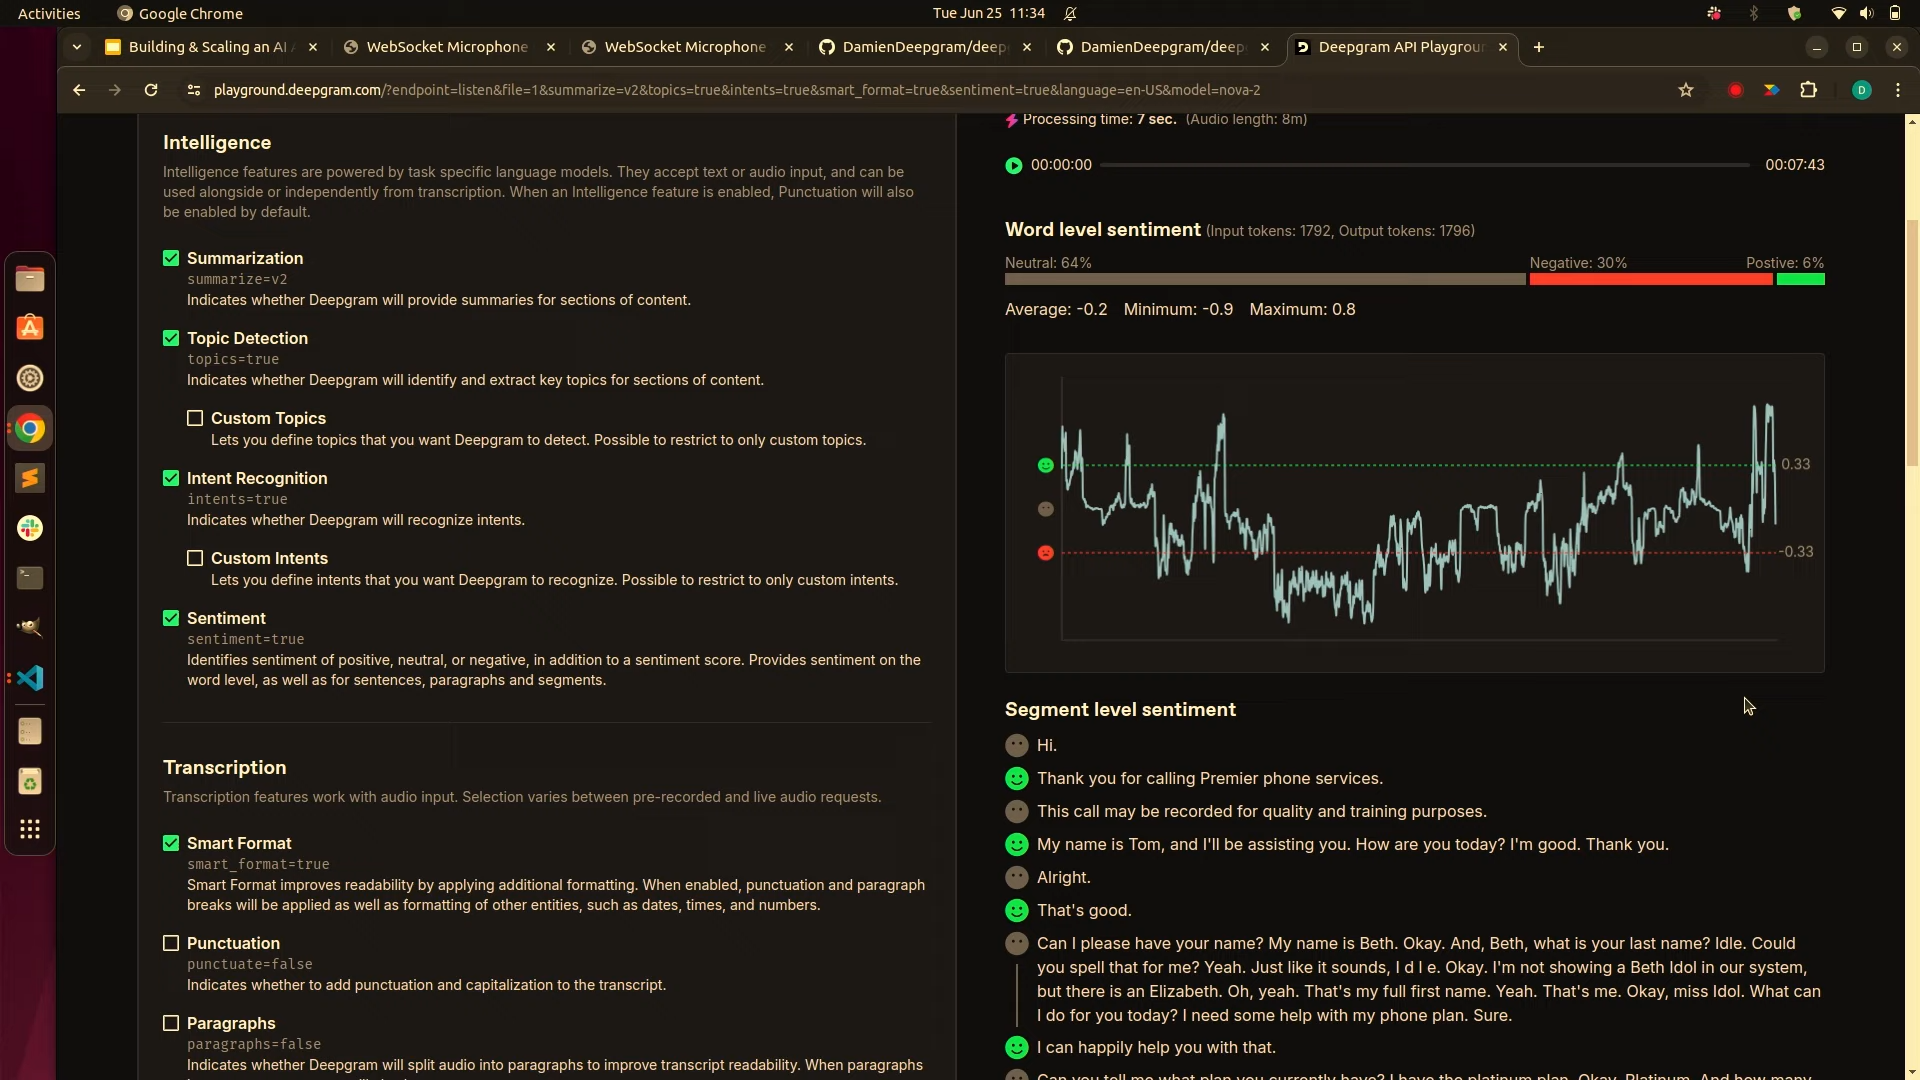 Activities
Google Chrome
Tue Jun 25 11:34
Building & Scaling an AI
WebSocket Microphone
WebSocket Microphone
DamienDeepgram/deep
DamienDeepgram/deep
Deepgram API Playgroun
playground.deepgram.com/?endpoint=listen&file=1&summarize=v2&topics=true&intents=true&smart_format=true&sentiment=true&language=en-US&model=nova-2
D
Intelligence
Intelligence features are powered by task specific language models. They accept text or audio input, and can be
used alongside or independently from transcription. When an Intelligence feature is enabled, Punctuation will also
be enabled by default.
Summarization
summarize=v2
Indicates whether Deepgram will provide summaries for sections of content.
Topic Detection
topics=true
Indicates whether Deepgram will identify and extract key topics for sections of content.
Custom Topics
Lets you define topics that you want Deepgram to detect. Possible to restrict to only custom topics.
Intent Recognition
intents=true
Indicates whether Deepgram will recognize intents.
Custom Intents
Lets you define intents that you want Deepgram to recognize. Possible to restrict to only custom intents.
Sentiment
sentiment=true
Identifies sentiment of positive, neutral, or negative, in addition to a sentiment score. Provides sentiment on the
word level, as well as for sentences, paragraphs and segments.
Transcription
Transcription features work with audio input. Selection varies between pre-recorded and live audio requests.
Smart Format
smart_format=true
Smart Format improves readability by applying additional formatting. When enabled, punctuation and paragraph
breaks will be applied as well as formatting of other entities, such as dates, times, and numbers.
Punctuation
punctuate=false
Indicates whether to add punctuation and capitalization to the transcript.
Paragraphs
paragraphs=false
Indicates whether Deepgram will split audio into paragraphs to improve transcript readability. When paragraphs
Processing time: 7 sec. (Audio length: 8m)
00:00:00
00:07:43
Word level sentiment (Input tokens: 1792, Output tokens: 1796)
Neutral: 64%
Negative: 30%
Postive: 6%
Average: -0.2 Minimum: -0.9 Maximum: 0.8
0.33
-0.33
Segment level sentiment
Hi.
Thank you for calling Premier phone services.
This call may be recorded for quality and training purposes.
My name is Tom, and I'll be assisting you. How are you today? I'm good. Thank you.
Alright.
That's good.
Can I please have your name? My name is Beth. Okay. And, Beth, what is your last name? Idle. Could
you spell that for me? Yeah. Just like it sounds, I d l e. Okay. I'm not showing a Beth Idol in our system,
but there is an Elizabeth. Oh, yeah. That's my full first name. Yeah. That's me. Okay, miss Idol. What can
I do for you today? I need some help with my phone plan. Sure.
I can happily help you with that.
Can you tell me what plan you currently have? I have the platinum plan. Okay. Platinum. And how many